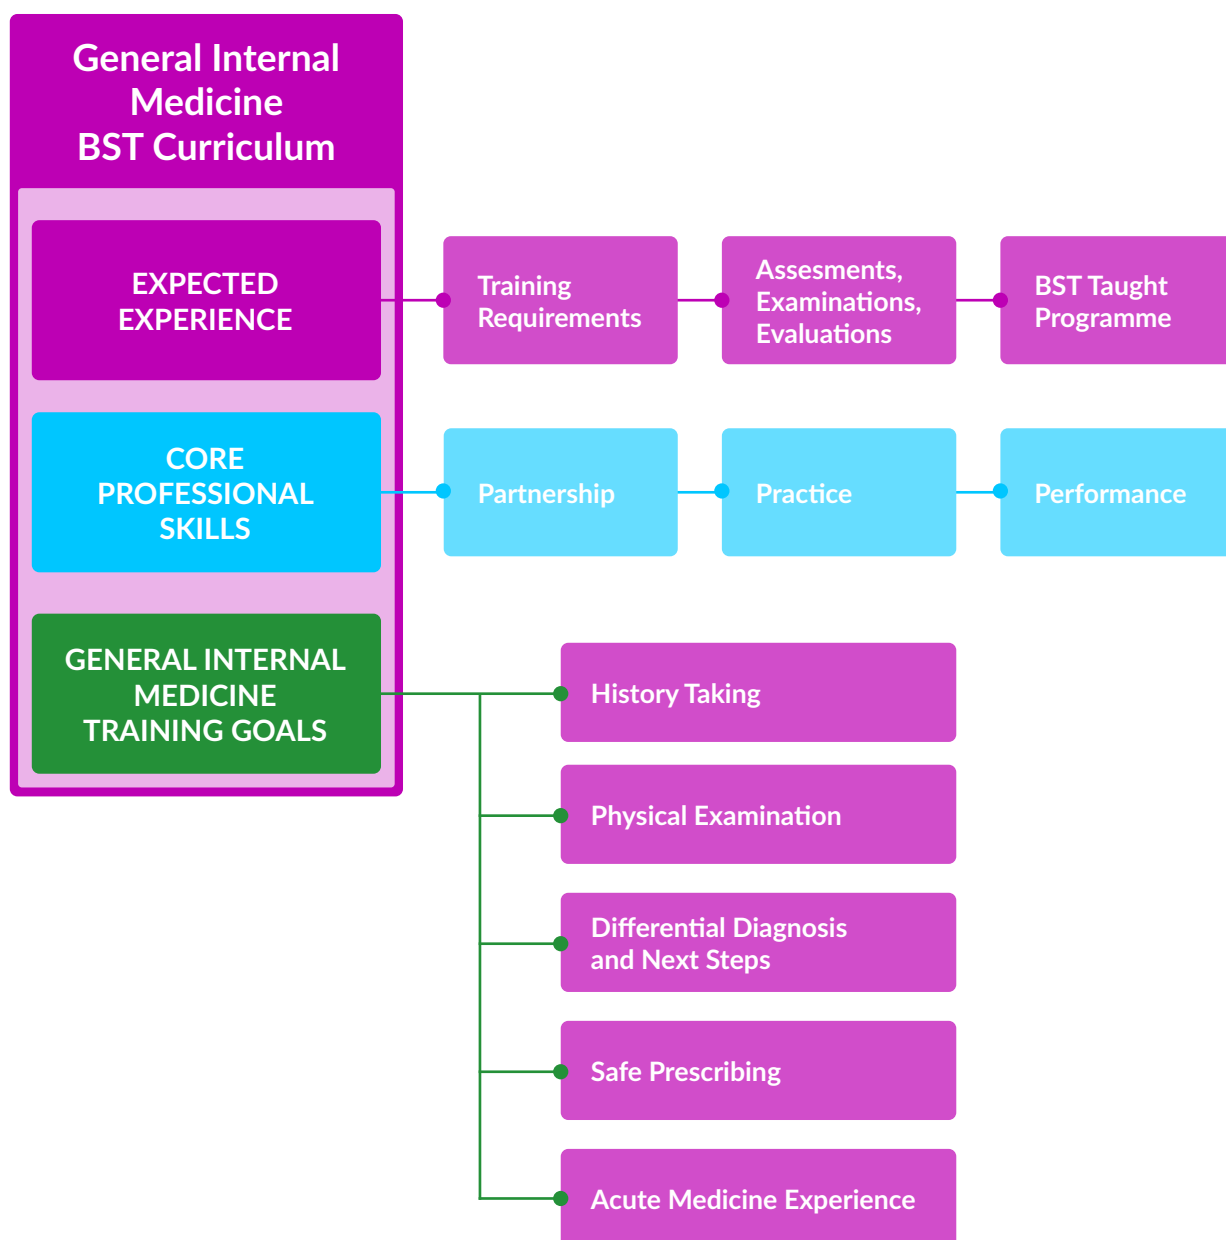 General Internal
Medicine
BST Curriculum
EXPECTED
EXPERIENCE
Training
Requirements
Assesments,
Examinations,
Evaluations
BST Taught
Programme
CORE
PROFESSIONAL
SKILLS
Partnership
Practice
Performance
GENERAL INTERNAL
MEDICINE
TRAINING GOALS
History Taking
Physical Examination
Differential Diagnosis
and Next Steps
Safe Prescribing
Acute Medicine Experience